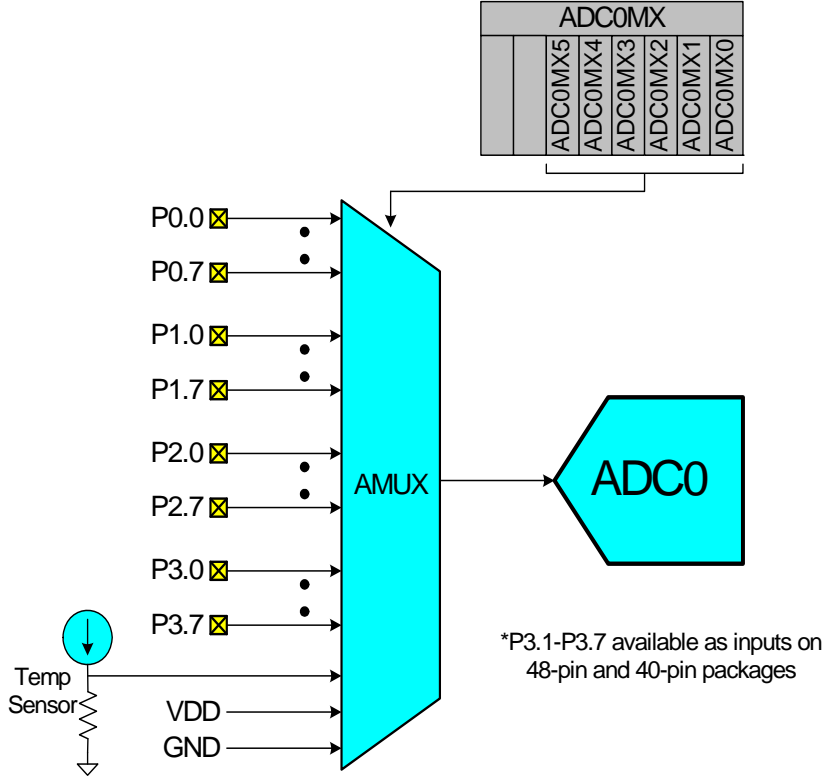 ADC0MX
ADC0MX5
ADC0MX4
ADC0MX3
ADC0MX2
ADC0MX1
ADC0MX0
P0.0
P0.7
P1.0
P1.7
P2.0
P2.7
P3.0
P3.7
AMUX
ADC0
*P3.1-P3.7 available as inputs on
48-pin and 40-pin packages
Temp
Sensor
VDD
GND